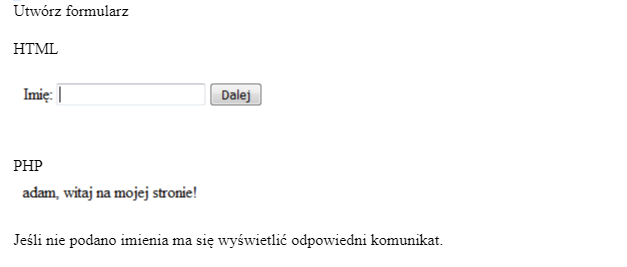 Utwórz formularz
HTML
Imię: Dalej
PHP
adam, witaj na mojej stronie!
Jeśli nie podano imienia ma się wyświetlić odpowiedni komunikat.